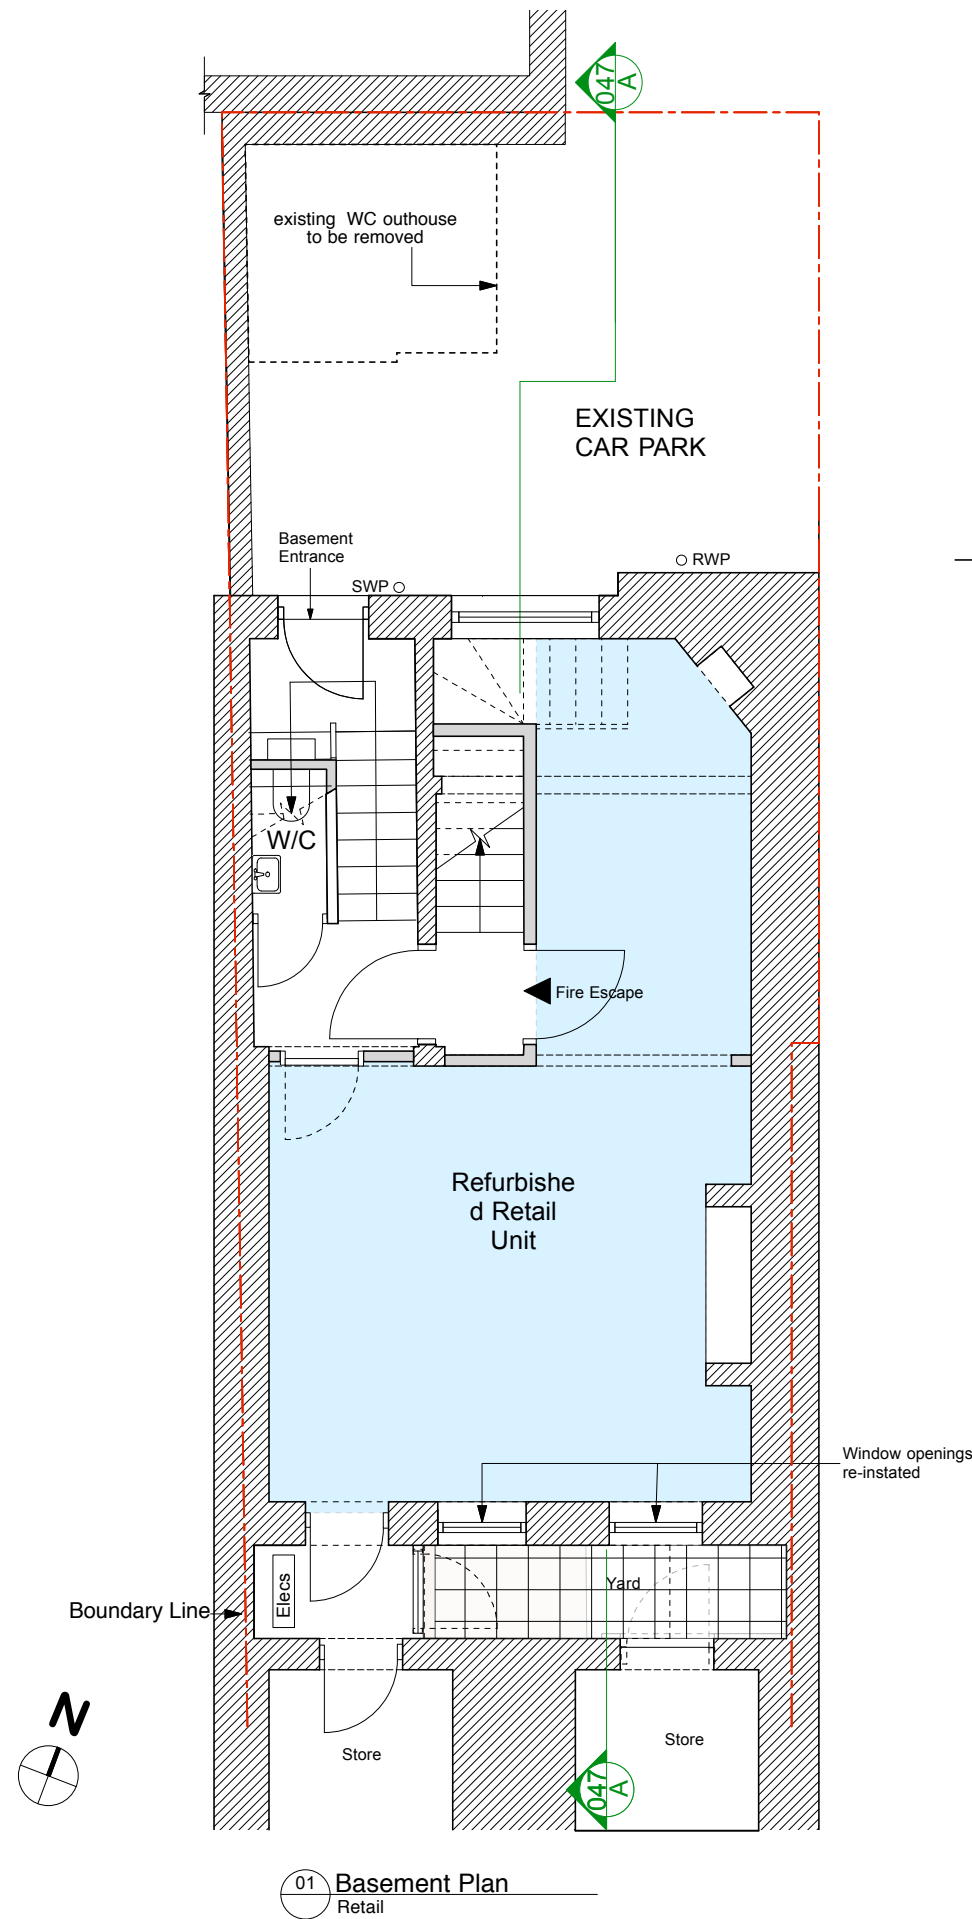 047
A
existing WC outhouse
to be removed
EXISTING
CAR PARK
Basement
Entrance
SWP
RWP
W/C
Fire Escape
Refurbishe
d Retail
Unit
Window openings
re-instated
Elecs
Yard
Boundary Line
N
Store
Store
047
A
01 Basement Plan
Retail